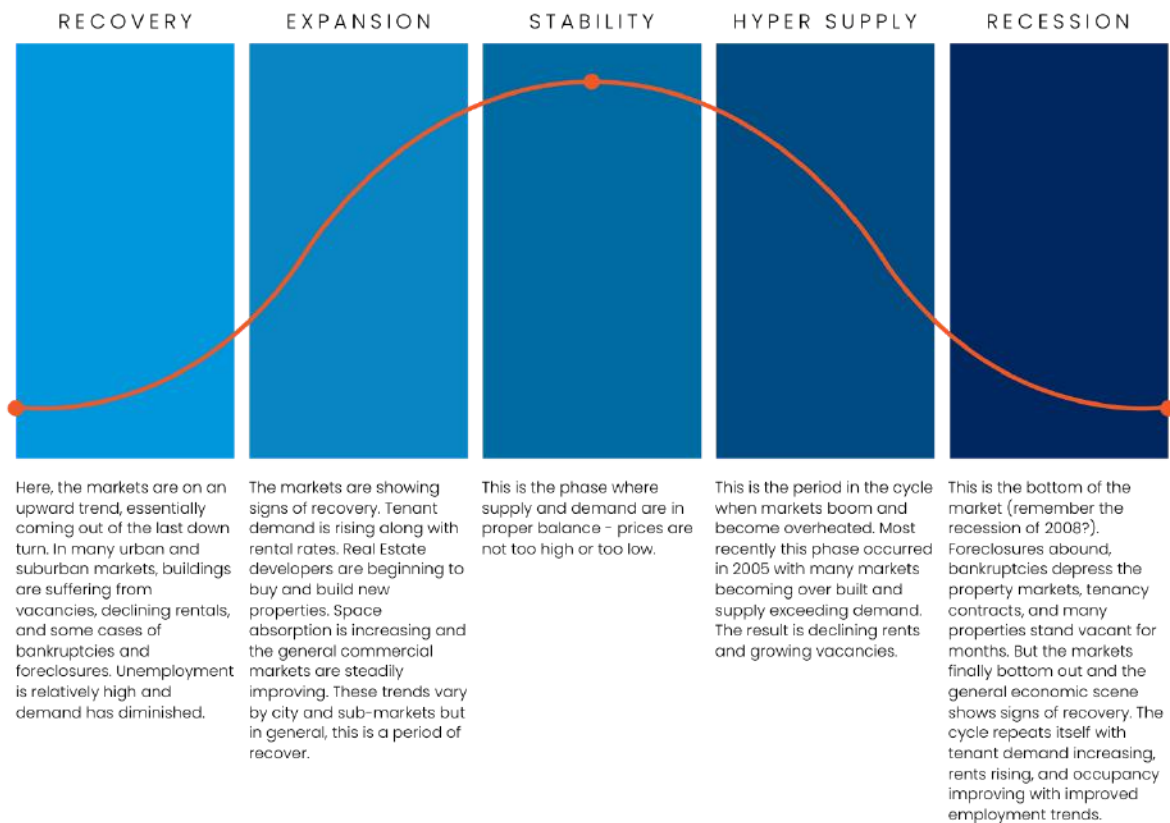 RECOVERY
EXPANSION
STABILITY
HYPER SUPPLY
RECESSION
Here, the markets are on an
upward trend, essentially
coming out of the last down
turn. In many urban and
suburban markets, buildings
are suffering from
vacancies, declining rentals,
and some cases of
bankruptcies and
foreclosures. Unemployment
is relatively high and
demand has diminished.
The markets are showing
signs of recovery. Tenant
demand is rising along with
rental rates. Real Estate
developers are beginning to
buy and build new
properties. Space
absorption is increasing and
the general commercial
markets are steadily
improving. These trends vary
by city and sub-markets but
in general, this is a period of
recover.
This is the phase where
supply and demand are in
proper balance - prices are
not too high or too low.
This is the period in the cycle
when markets boom and
become overheated. Most
recently this phase occurred
in 2005 with many markets
becoming over built and
supply exceeding demand.
The result is declining rents
and growing vacancies.
This is the bottom of the
market (remember the
recession of 2008?).
Foreclosures abound,
bankruptcies depress the
property markets, tenancy
contracts, and many
properties stand vacant for
months. But the markets
finally bottom out and the
general economic scene
shows signs of recovery. The
cycle repeats itself with
tenant demand increasing,
rents rising, and occupancy
improving with improved
employment trends.